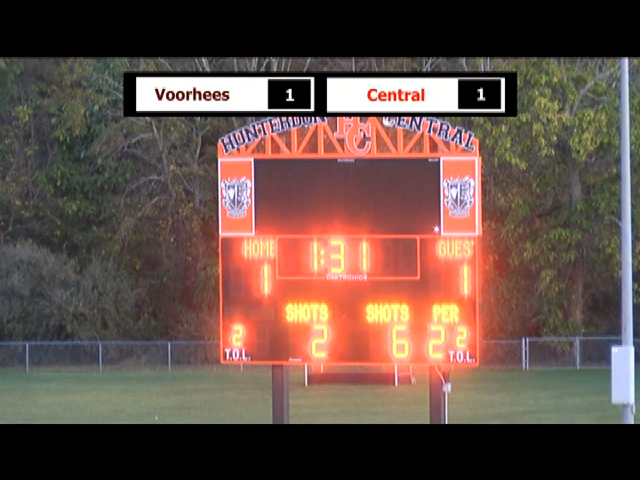 Voorhees 1 Central 1
HUNTERDON HC CENTRAL
HOME 1:31 GUEST
DAKTRONICS
1 1
SHOTS SHOTS PER
2 2 6 2 2
T.O.L. T.O.L.